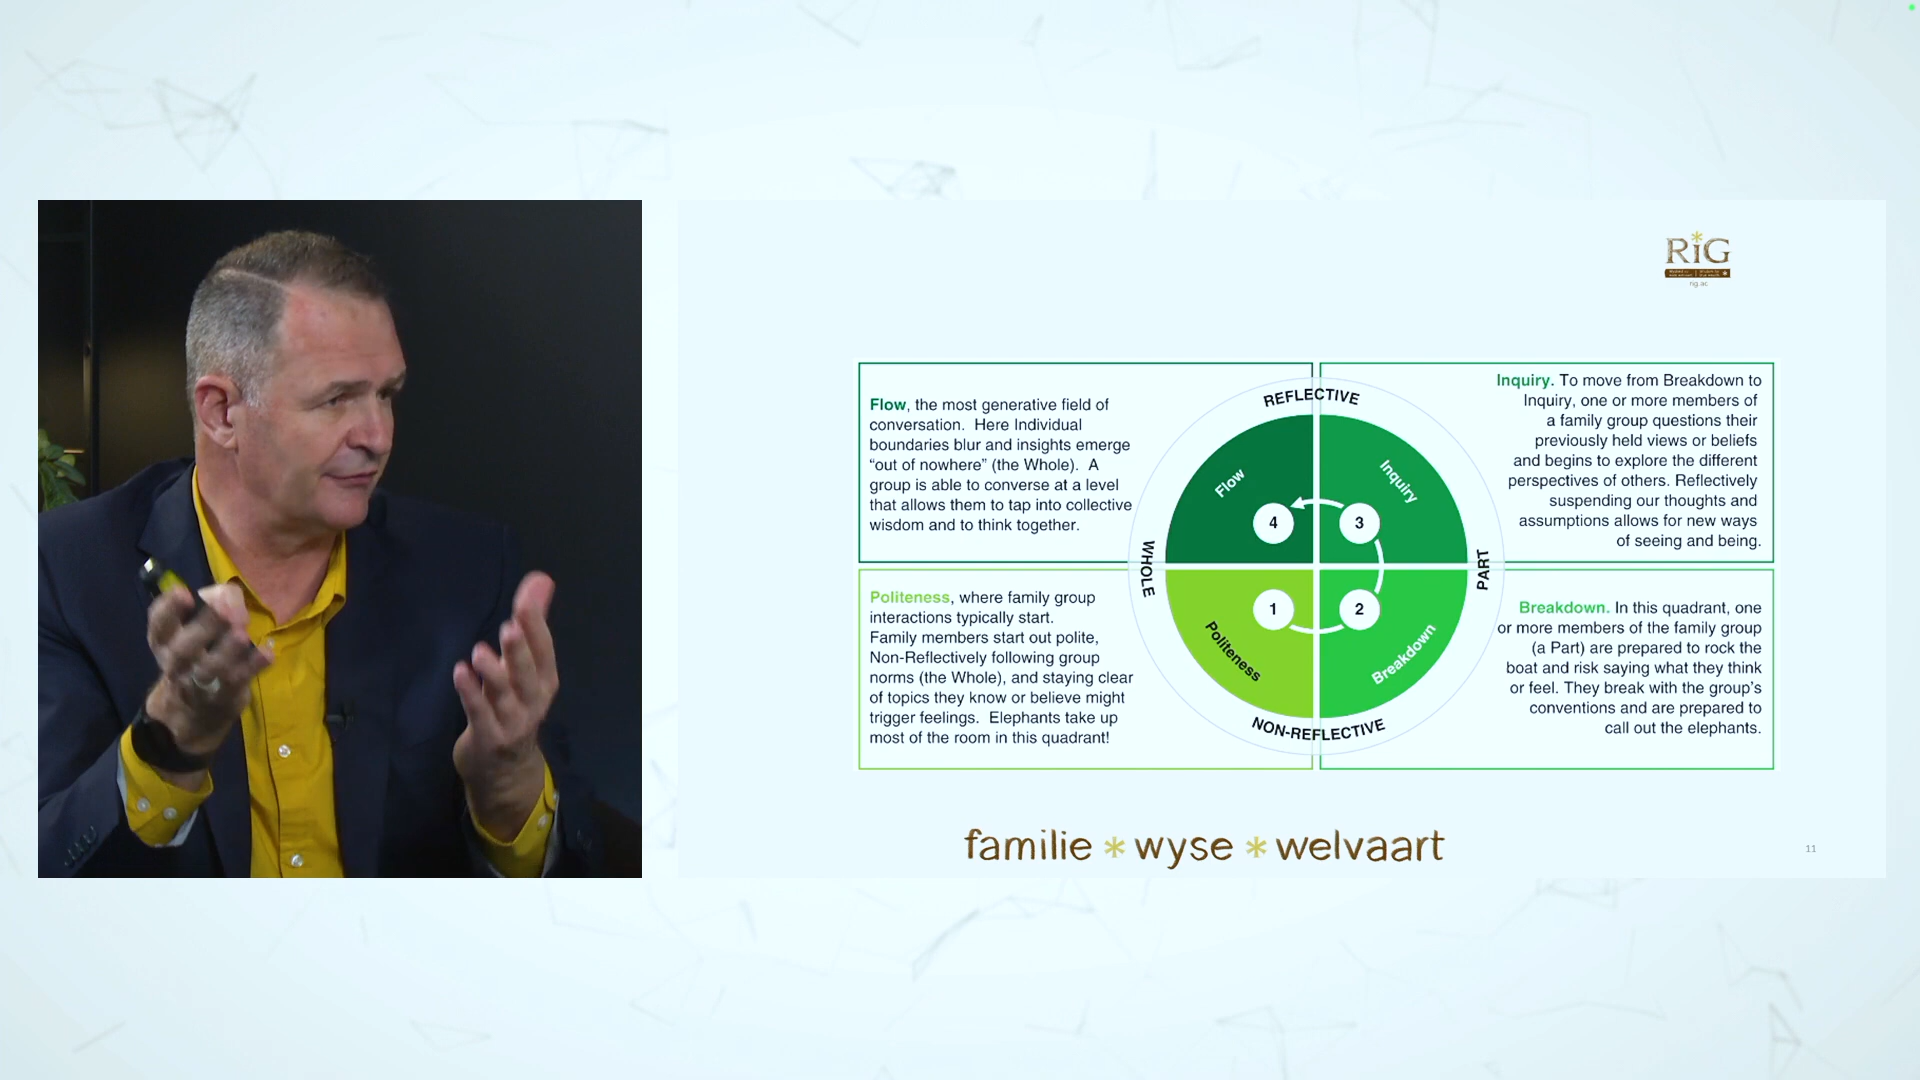 RiG
rig.ac
Flow, the most generative field of
conversation. Here Individual
boundaries blur and insights emerge
“out of nowhere” (the Whole). A
group is able to converse at a level
that allows them to tap into collective
wisdom and to think together.
Inquiry. To move from Breakdown to
Inquiry, one or more members of
a family group questions their
previously held views or beliefs
and begins to explore the different
perspectives of others. Reflectively
suspending our thoughts and
assumptions allows for new ways
of seeing and being.
REFLECTIVE
Flow
Inquiry
4
3
WHOLE
PART
1
2
Politeness
Breakdown
NON-REFLECTIVE
Politeness, where family group
interactions typically start.
Family members start out polite,
Non-Reflectively following group
norms (the Whole), and staying clear
of topics they know or believe might
trigger feelings. Elephants take up
most of the room in this quadrant!
Breakdown. In this quadrant, one
or more members of the family group
(a Part) are prepared to rock the
boat and risk saying what they think
or feel. They break with the group’s
conventions and are prepared to
call out the elephants.
familie * wyse * welvaart
11